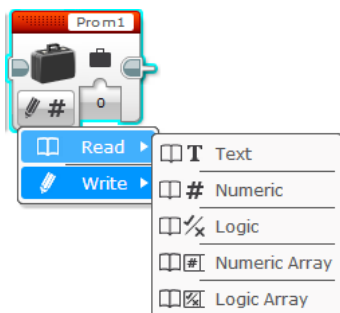 Prom1
#
0
Read
Write
T Text
# Numeric
Logic
# Numeric Array
Logic Array